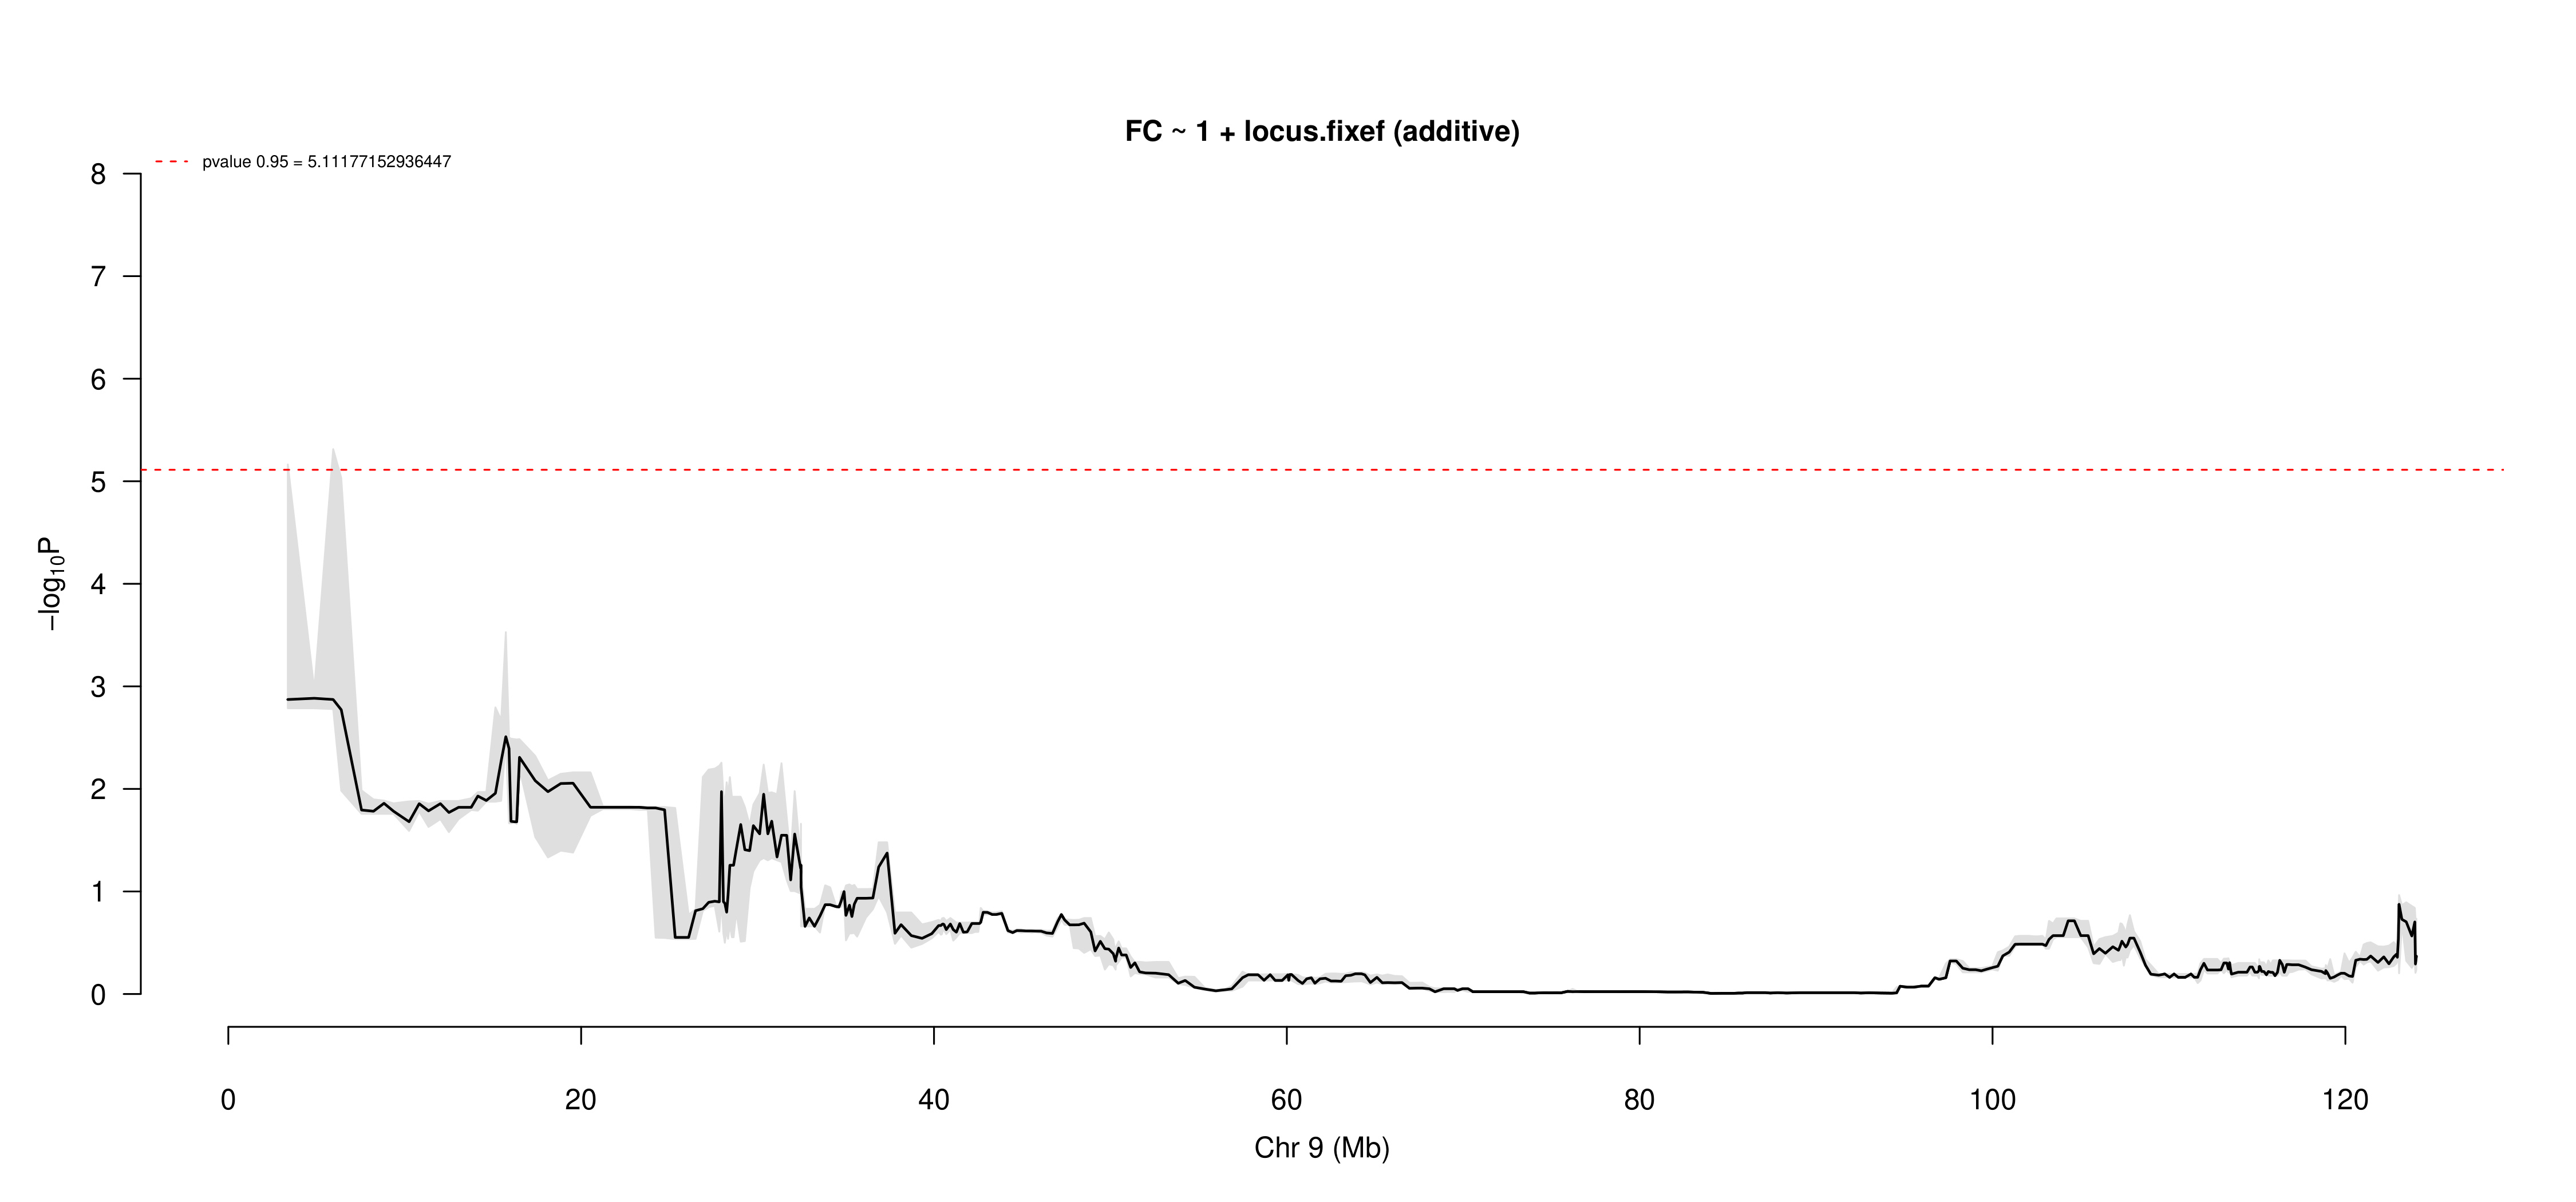 FC ~ 1 + locus.fixef (additive)
pvalue 0.95 = 5.11177152936447
8
7
6
5
4
3
2
1
0
−log10P
0 20 40 60 80 100 120
Chr 9 (Mb)